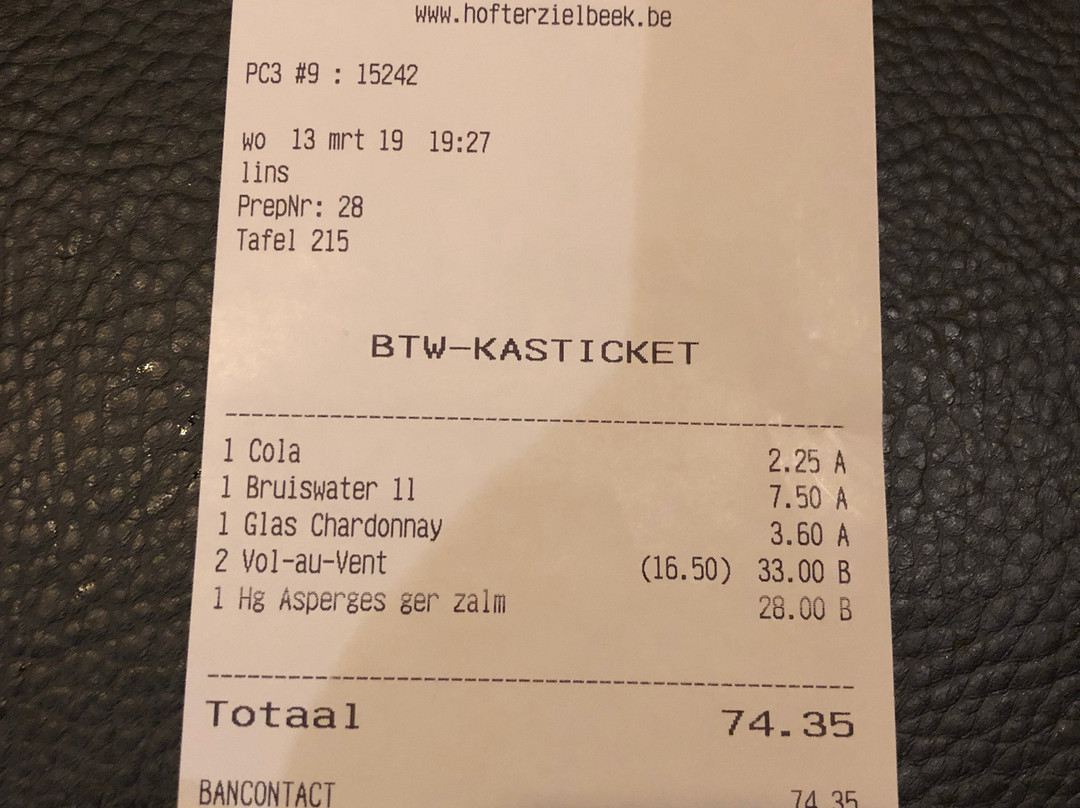 www.hofterzielbeek.be
PC3 #9 : 15242
wo 13 mrt 19 19:27
lins
PrepNr: 28
Tafel 215
BTW-KASTICKET
1 Cola 2.25 A
1 Bruiswater 1l 7.50 A
1 Glas Chardonnay 3.60 A
2 Vol-au-Vent (16.50) 33.00 B
1 Hg Asperges ger zalm 28.00 B
Totaal 74.35
BANCONTACT 74.35